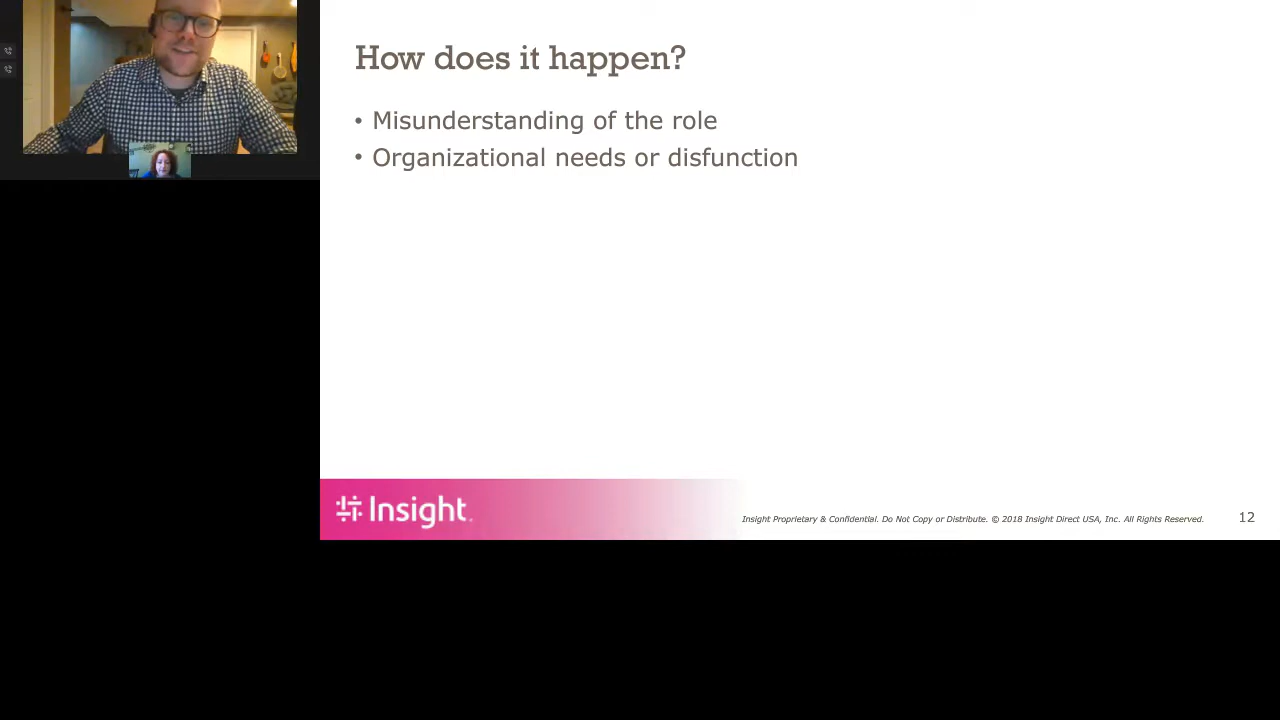 How does it happen?
• Misunderstanding of the role
• Organizational needs or disfunction
Insight
Insight Proprietary & Confidential. Do Not Copy or Distribute. © 2018 Insight Direct USA, Inc. All Rights Reserved.
12